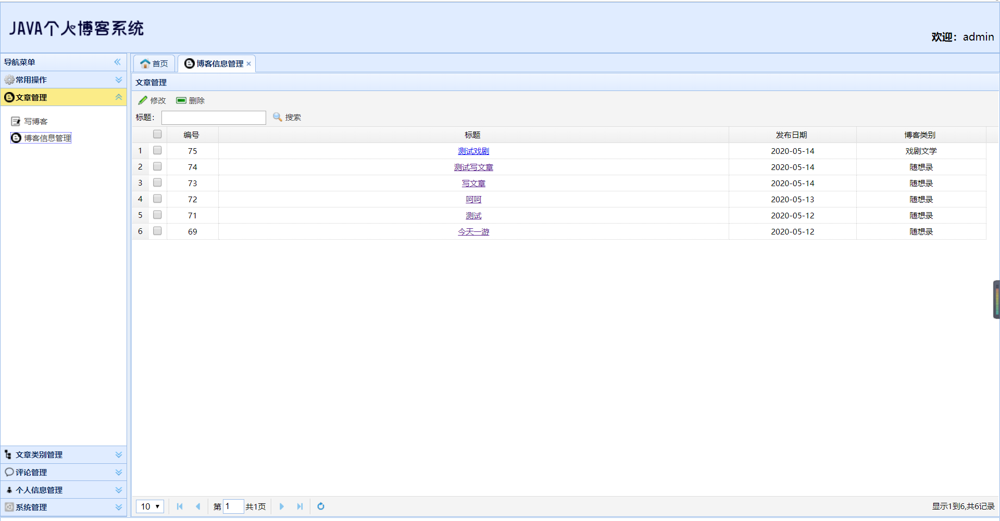 JAVA个人博客系统
欢迎：admin
导航菜单
常用操作
文章管理
写博客
博客信息管理
文章类别管理
评论管理
个人信息管理
系统管理
首页 博客信息管理
文章管理
修改 删除
标题： 搜索
编号 标题 发布日期 博客类别
1 75 测试戏剧 2020-05-14 戏剧文学
2 74 测试写文章 2020-05-14 随想录
3 73 写文章 2020-05-14 随想录
4 72 呵呵 2020-05-13 随想录
5 71 测试 2020-05-12 随想录
6 69 今天一游 2020-05-12 随想录
10 第 1 共1页 显示1到6,共6记录